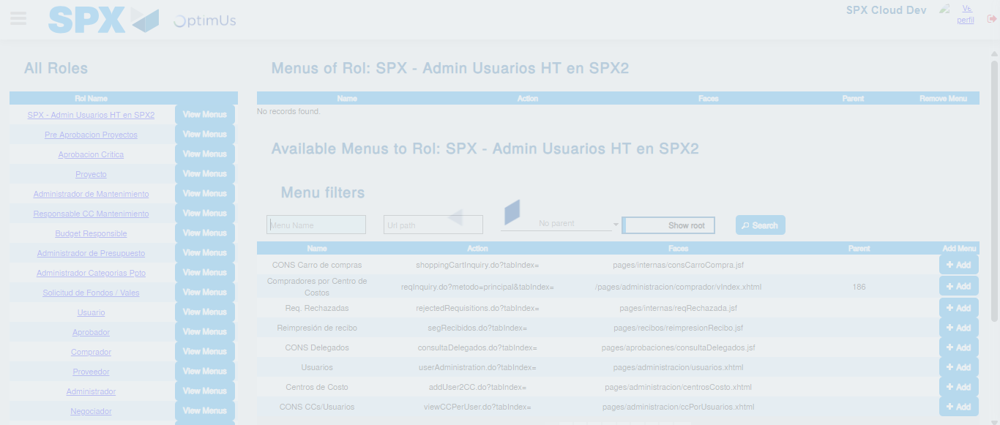 SPX OptimUs
SPX Cloud Dev
Ve
perfil
All Roles
Rol Name
SPX - Admin Usuarios HT en SPX2 View Menus
Pre Aprobacion Proyectos View Menus
Aprobacion Critica View Menus
Proyecto View Menus
Administrador de Mantenimiento View Menus
Responsable CC Mantenimiento View Menus
Budget Responsible View Menus
Administrador de Presupuesto View Menus
Administrador Categorias Ppto View Menus
Solicitud de Fondos / Vales View Menus
Usuario View Menus
Aprobador View Menus
Comprador View Menus
Proveedor View Menus
Administrador View Menus
Negociador View Menus
Menus of Rol: SPX - Admin Usuarios HT en SPX2
Name Action Faces Parent Remove Menu
No records found.
Available Menus to Rol: SPX - Admin Usuarios HT en SPX2
Menu filters
Menu Name Url path No parent Show root Search
Name Action Faces Parent Add Menu
CONS Carro de compras shoppingCartInquiry.do?tabIndex= pages/internas/consCarroCompra.jsf Add
Compradores por Centro de
Costos reqInquiry.do?metodo=principal&tabIndex= /pages/administracion/comprador/vIndex.xhtml 186 Add
Req. Rechazadas rejectedRequisitions.do?tabIndex= pages/internas/reqRechazada.jsf Add
Reimpresión de recibo segRecibidos.do?tabIndex= pages/recibos/reimpresionRecibo.jsf Add
CONS Delegados consultaDelegados.do?tabIndex= pages/aprobaciones/consultaDelegados.jsf Add
Usuarios userAdministration.do?tabIndex= pages/administracion/usuarios.xhtml Add
Centros de Costo addUser2CC.do?tabIndex= pages/administracion/centrosCosto.xhtml Add
CONS CCs/Usuarios viewCCPerUser.do?tabIndex= pages/administracion/ccPorUsuarios.xhtml Add